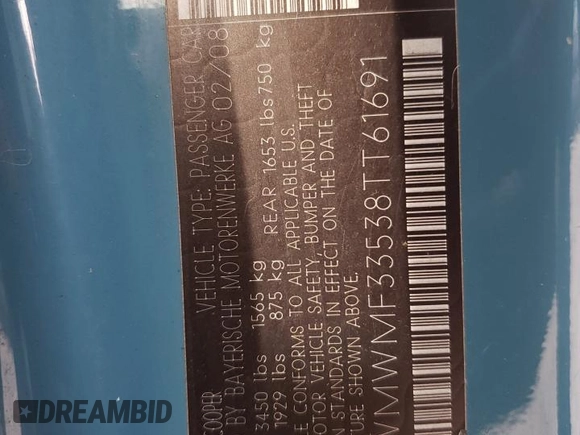 COOPER VEHICLE TYPE: PASSENGER CAR
BY BAYERISCHE MOTORENWERKE AG 02/08
3450 lbs 1565 kg
1929 lbs 875 kg REAR 1653 lbs 750 kg
CONFORMS TO ALL APPLICABLE U.S.
MOTOR VEHICLE SAFETY, BUMPER AND THEFT
STANDARDS IN EFFECT ON THE DATE OF
SHOWN ABOVE.
WMWMF33538TT61691
DREAMBID